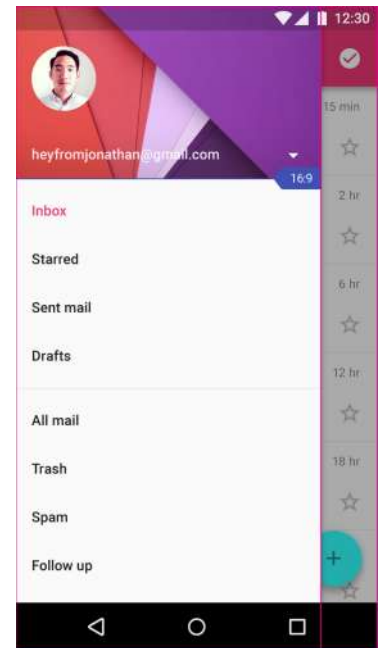 12:30
15 min
heyfromjonathan@gmail.com
16:9
Inbox
2 hr
Starred
6 hr
Sent mail
Drafts
12 hr
All mail
18 hr
Trash
Spam
Follow up